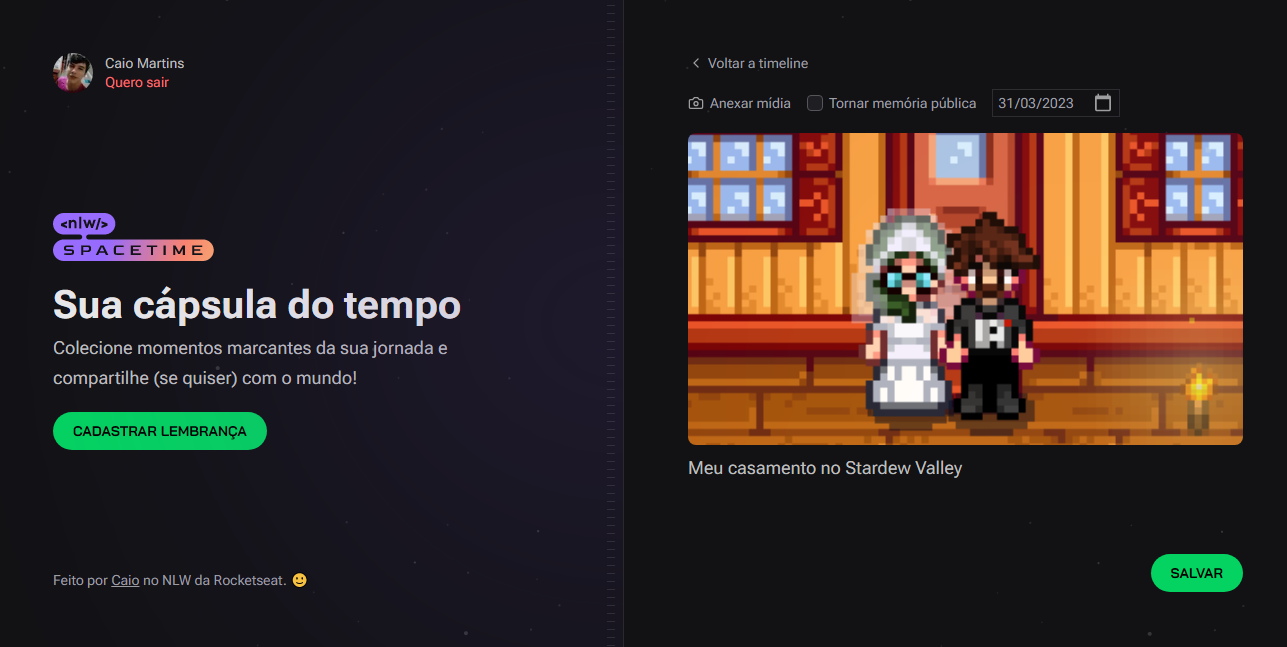 Caio Martins
Quero sair
<nlw/>
SPACETIME
Sua cápsula do tempo
Colecione momentos marcantes da sua jornada e
compartilhe (se quiser) com o mundo!
CADASTRAR LEMBRANÇA
Feito por Caio no NLW da Rocketseat.
Voltar a timeline
Anexar mídia
Tornar memória pública
31/03/2023
Meu casamento no Stardew Valley
SALVAR